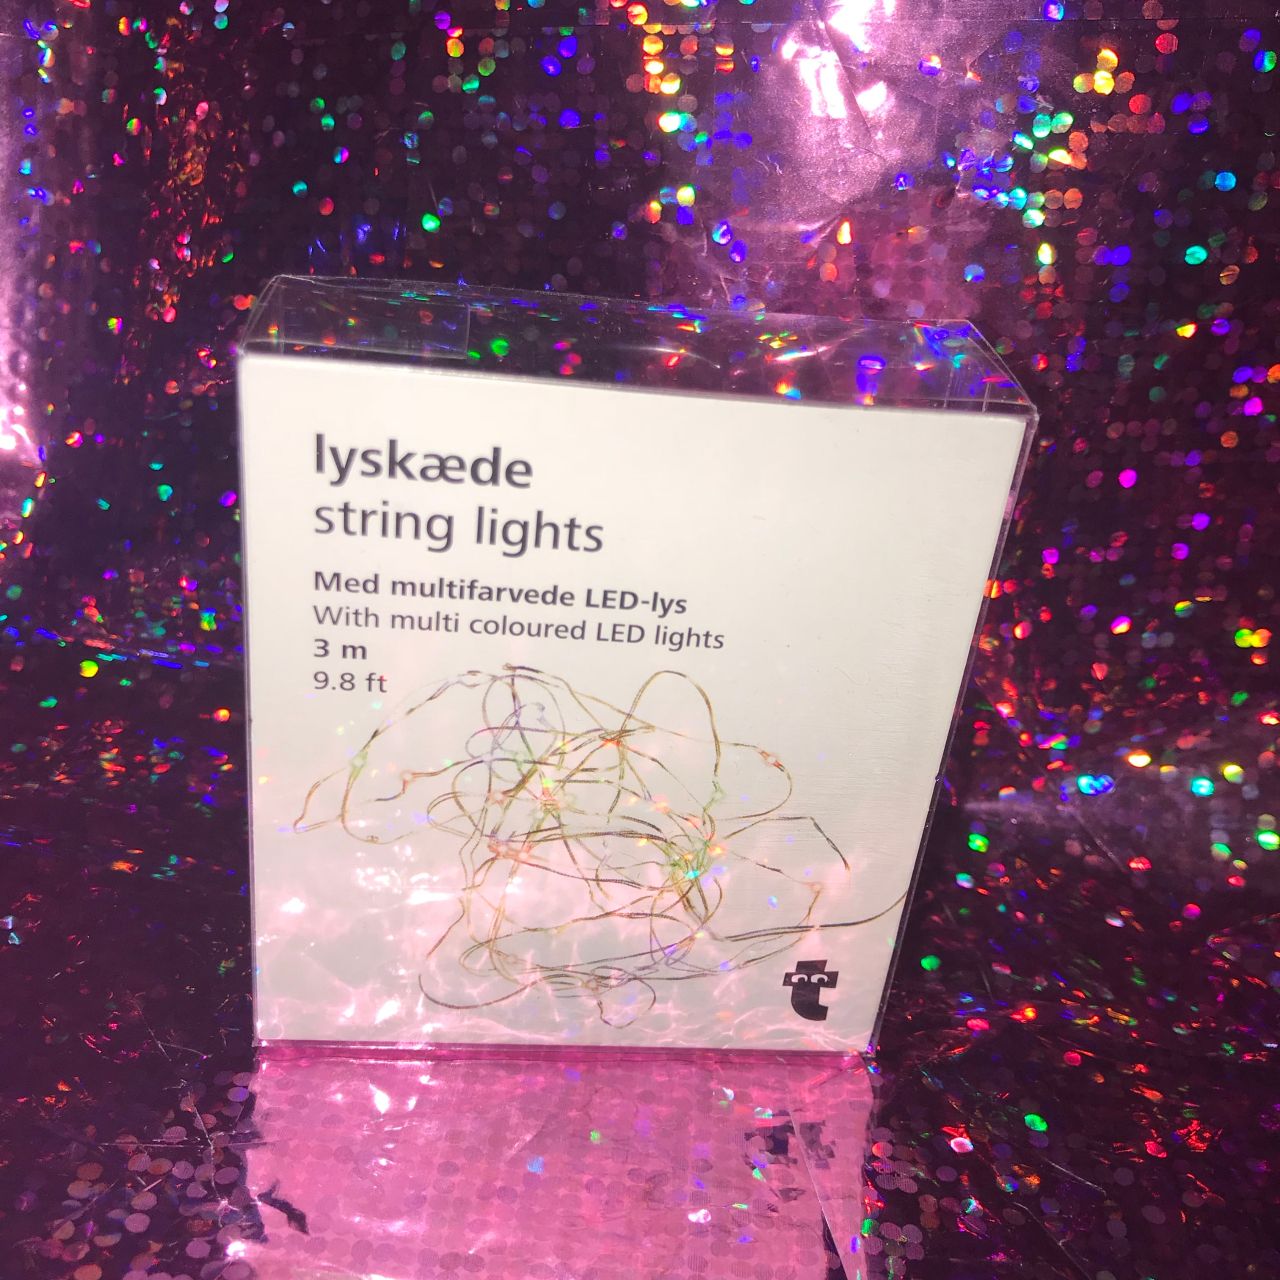 lyskæde
string lights
Med multifarvede LED-lys
With multi coloured LED lights
3 m
9.8 ft
t